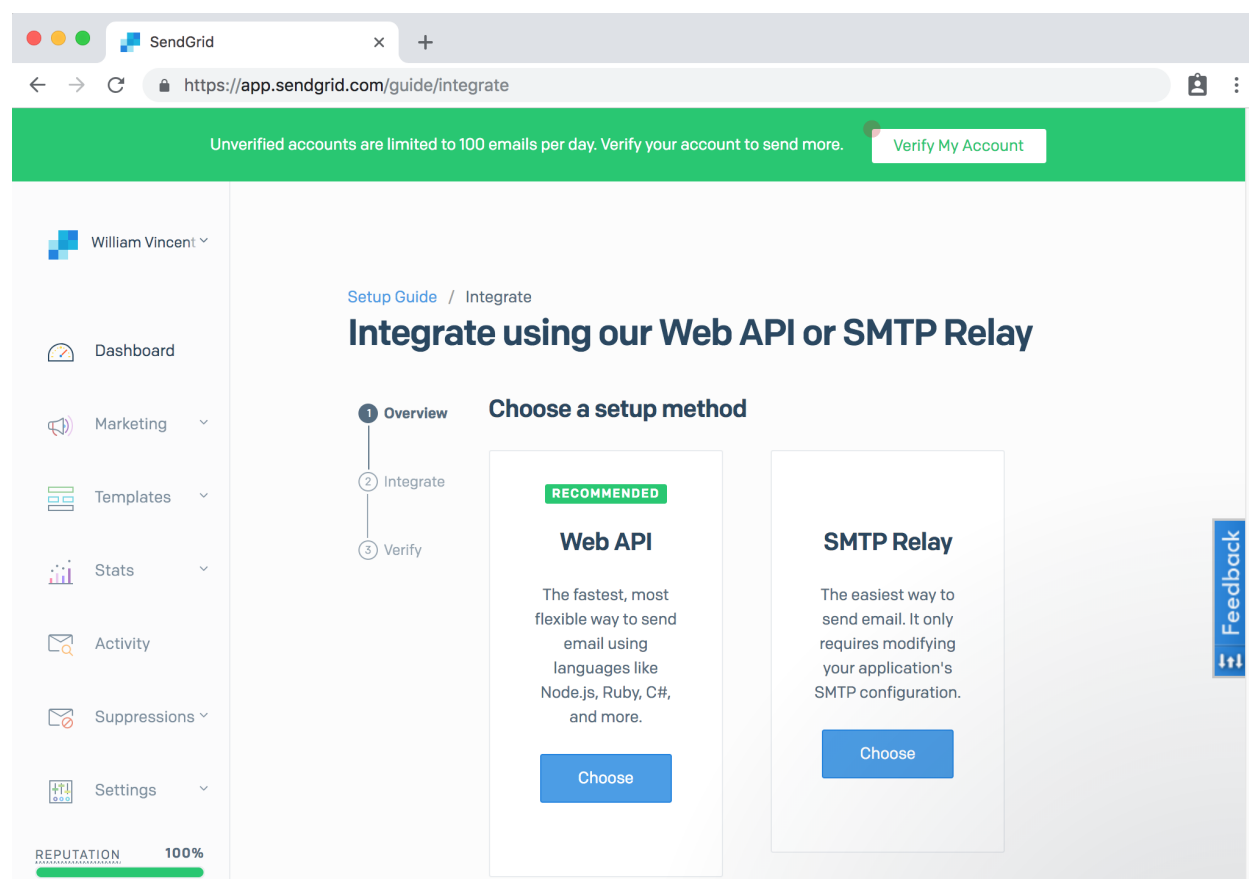 SendGrid
https://app.sendgrid.com/guide/integrate
Unverified accounts are limited to 100 emails per day. Verify your account to send more.
Verify My Account
William Vincent
Dashboard
Marketing
Templates
Stats
Activity
Suppressions
Settings
REPUTATION 100%
Setup Guide / Integrate
Integrate using our Web API or SMTP Relay
1 Overview
2 Integrate
3 Verify
Choose a setup method
RECOMMENDED
Web API
The fastest, most
flexible way to send
email using
languages like
Node.js, Ruby, C#,
and more.
Choose
SMTP Relay
The easiest way to
send email. It only
requires modifying
your application's
SMTP configuration.
Choose
Feedback